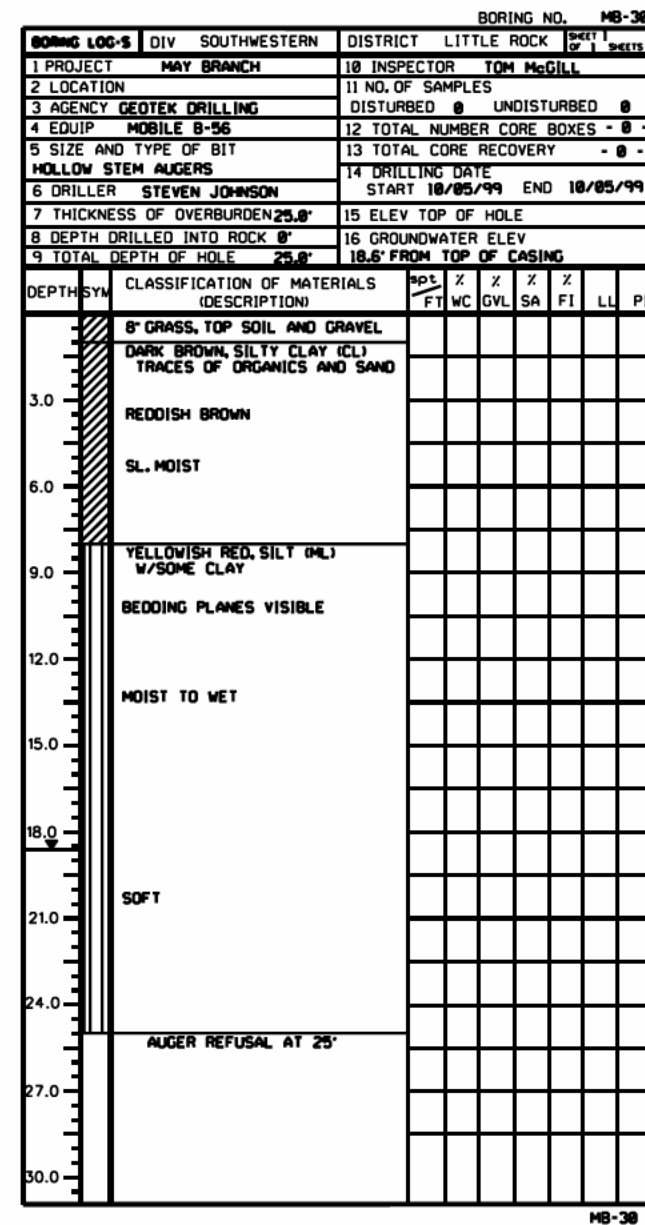 BORING NO. MB-30
BORING LOG-S DIV SOUTHWESTERN DISTRICT LITTLE ROCK SHEET 1 OF 1 SHEETS
1 PROJECT MAY BRANCH
2 LOCATION
3 AGENCY GEOTEK DRILLING
4 EQUIP MOBILE B-56
5 SIZE AND TYPE OF BIT
HOLLOW STEM AUGERS
6 DRILLER STEVEN JOHNSON
7 THICKNESS OF OVERBURDEN 25.0'
8 DEPTH DRILLED INTO ROCK 0'
9 TOTAL DEPTH OF HOLE 25.0'
10 INSPECTOR TOM McGILL
11 NO. OF SAMPLES
DISTURBED 0 UNDISTURBED 0
12 TOTAL NUMBER CORE BOXES - 0 -
13 TOTAL CORE RECOVERY - 0 -
14 DRILLING DATE
START 10/05/99 END 10/05/99
15 ELEV TOP OF HOLE
16 GROUNDWATER ELEV
18.6' FROM TOP OF CASING
DEPTH SYM CLASSIFICATION OF MATERIALS (DESCRIPTION) spt/FT % WC % GVL % SA % FI LL P
8" GRASS, TOP SOIL AND GRAVEL
DARK BROWN, SILTY CLAY (CL)
TRACES OF ORGANICS AND SAND
3.0
REDDISH BROWN
SL. MOIST
6.0
YELLOWISH RED, SILT (ML)
W/SOME CLAY
9.0
BEDDING PLANES VISIBLE
12.0
MOIST TO WET
15.0
18.0
SOFT
21.0
24.0
AUGER REFUSAL AT 25'
27.0
30.0
MB-30